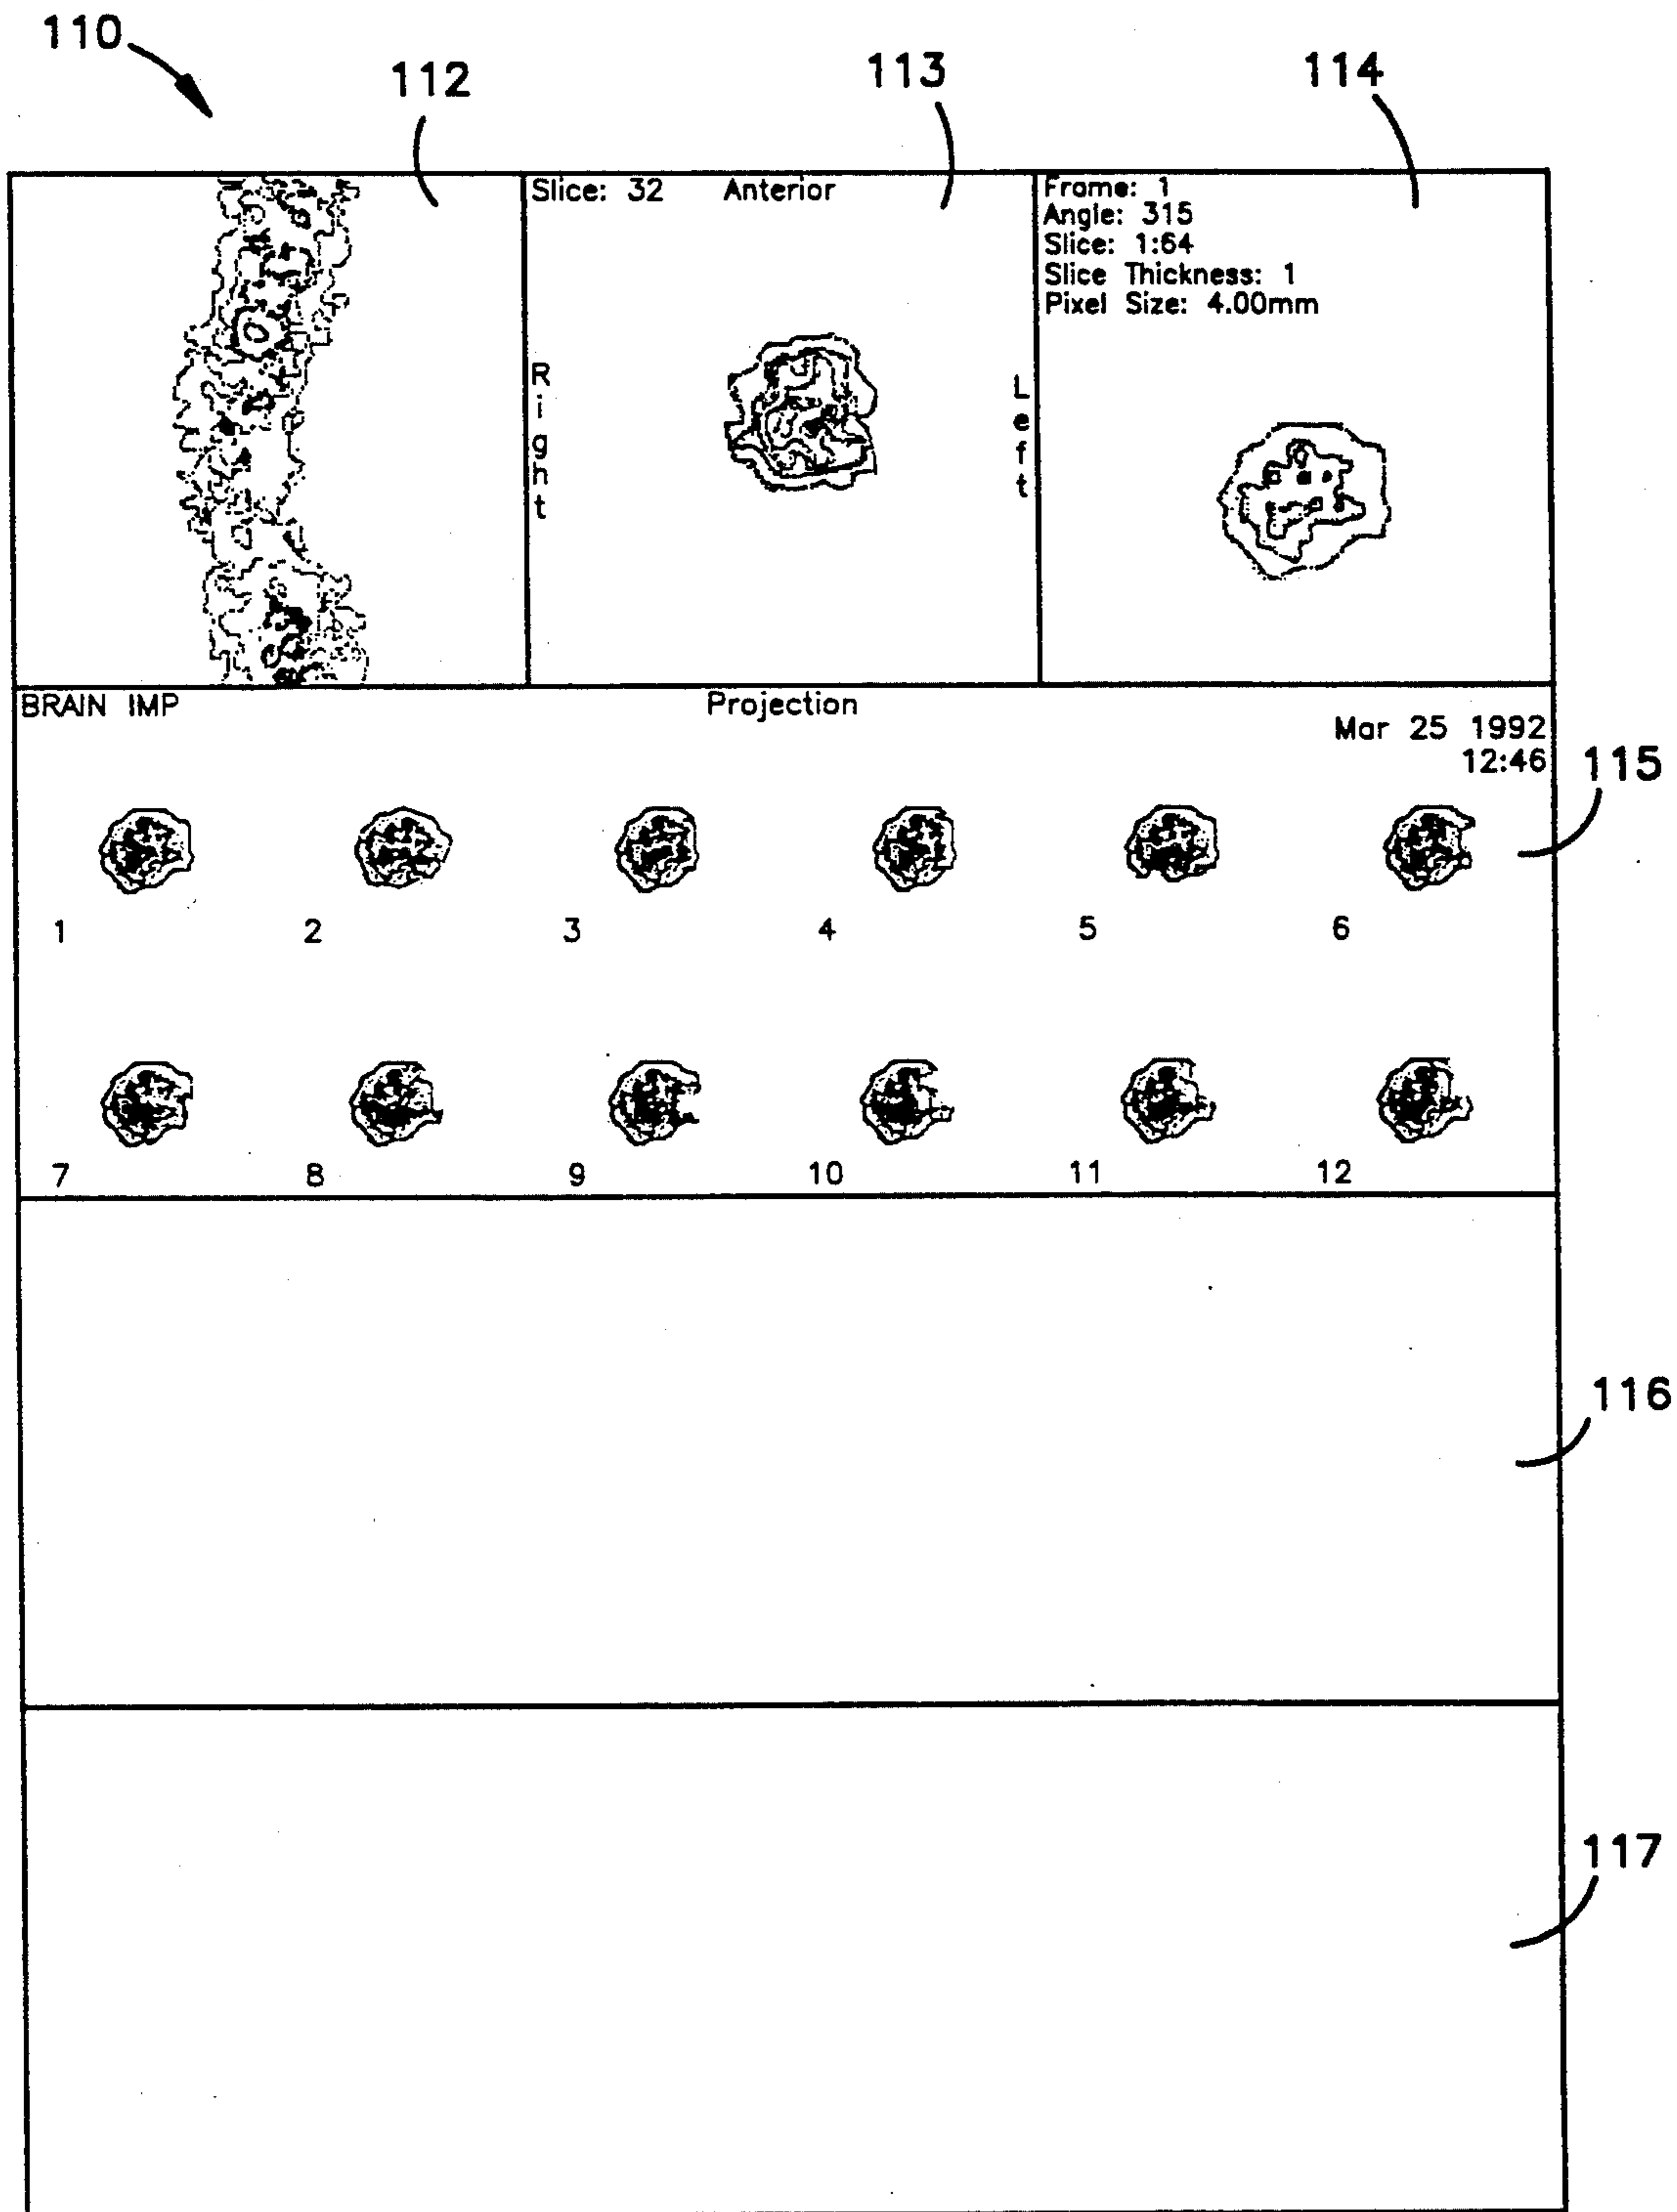 110
112
113
114
Slice: 32 Anterior
Right
Left
Frame: 1
Angle: 315
Slice: 1:64
Slice Thickness: 1
Pixel Size: 4.00mm
BRAIN IMP Projection
Mar 25 1992
12:46
115
1 2 3 4 5 6
7 8 9 10 11 12
116
117